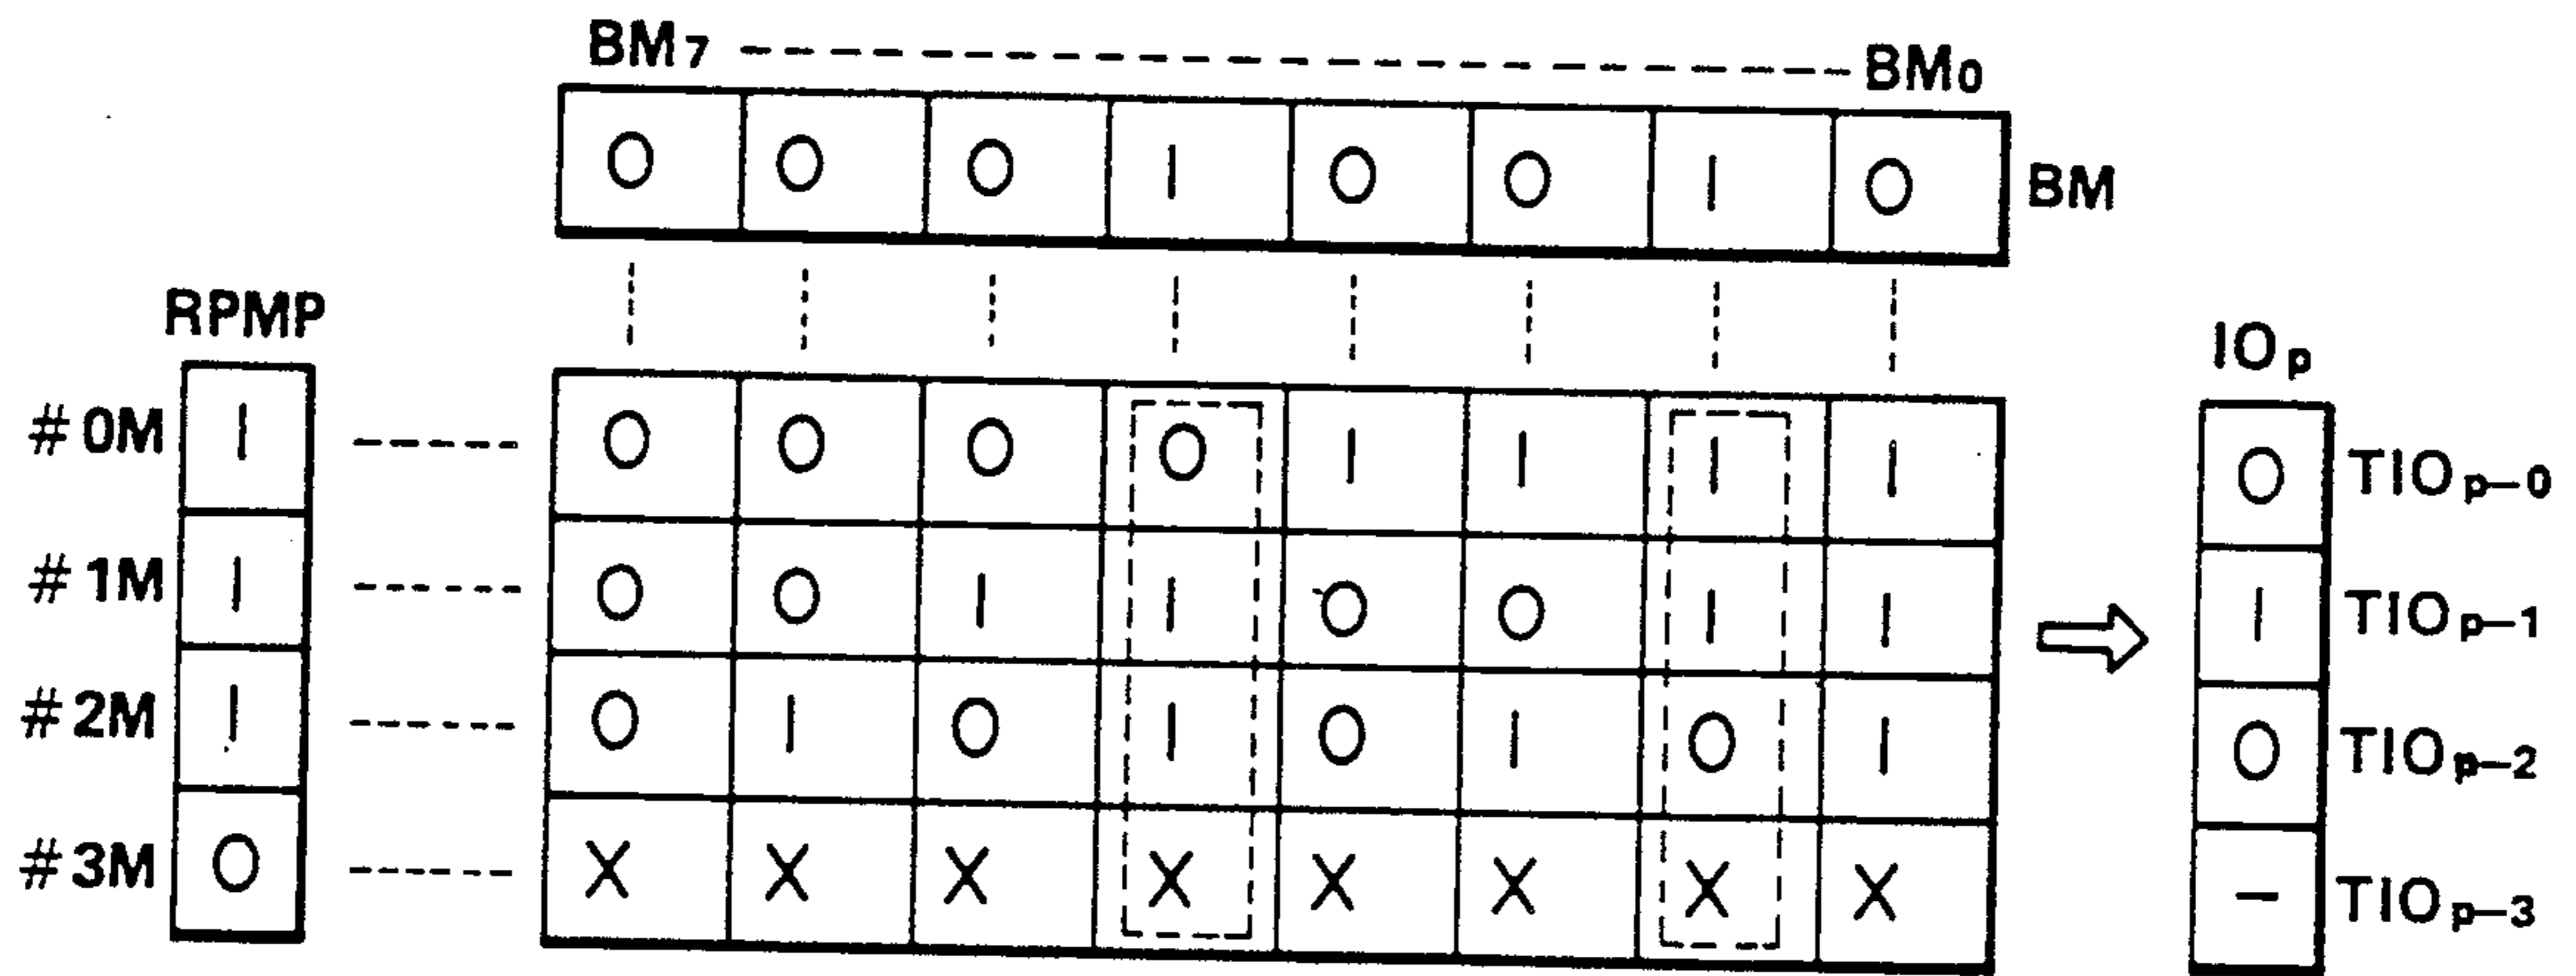 BM7 BM0
0 0 0 1 0 0 1 0 BM
RPMP IOp
#0M 1 0 0 0 0 1 1 1 1 0 TIOp-0
#1M 1 0 0 1 1 0 0 1 1 1 TIOp-1
#2M 1 0 1 0 1 0 1 0 1 0 TIOp-2
#3M 0 X X X X X X X X - TIOp-3